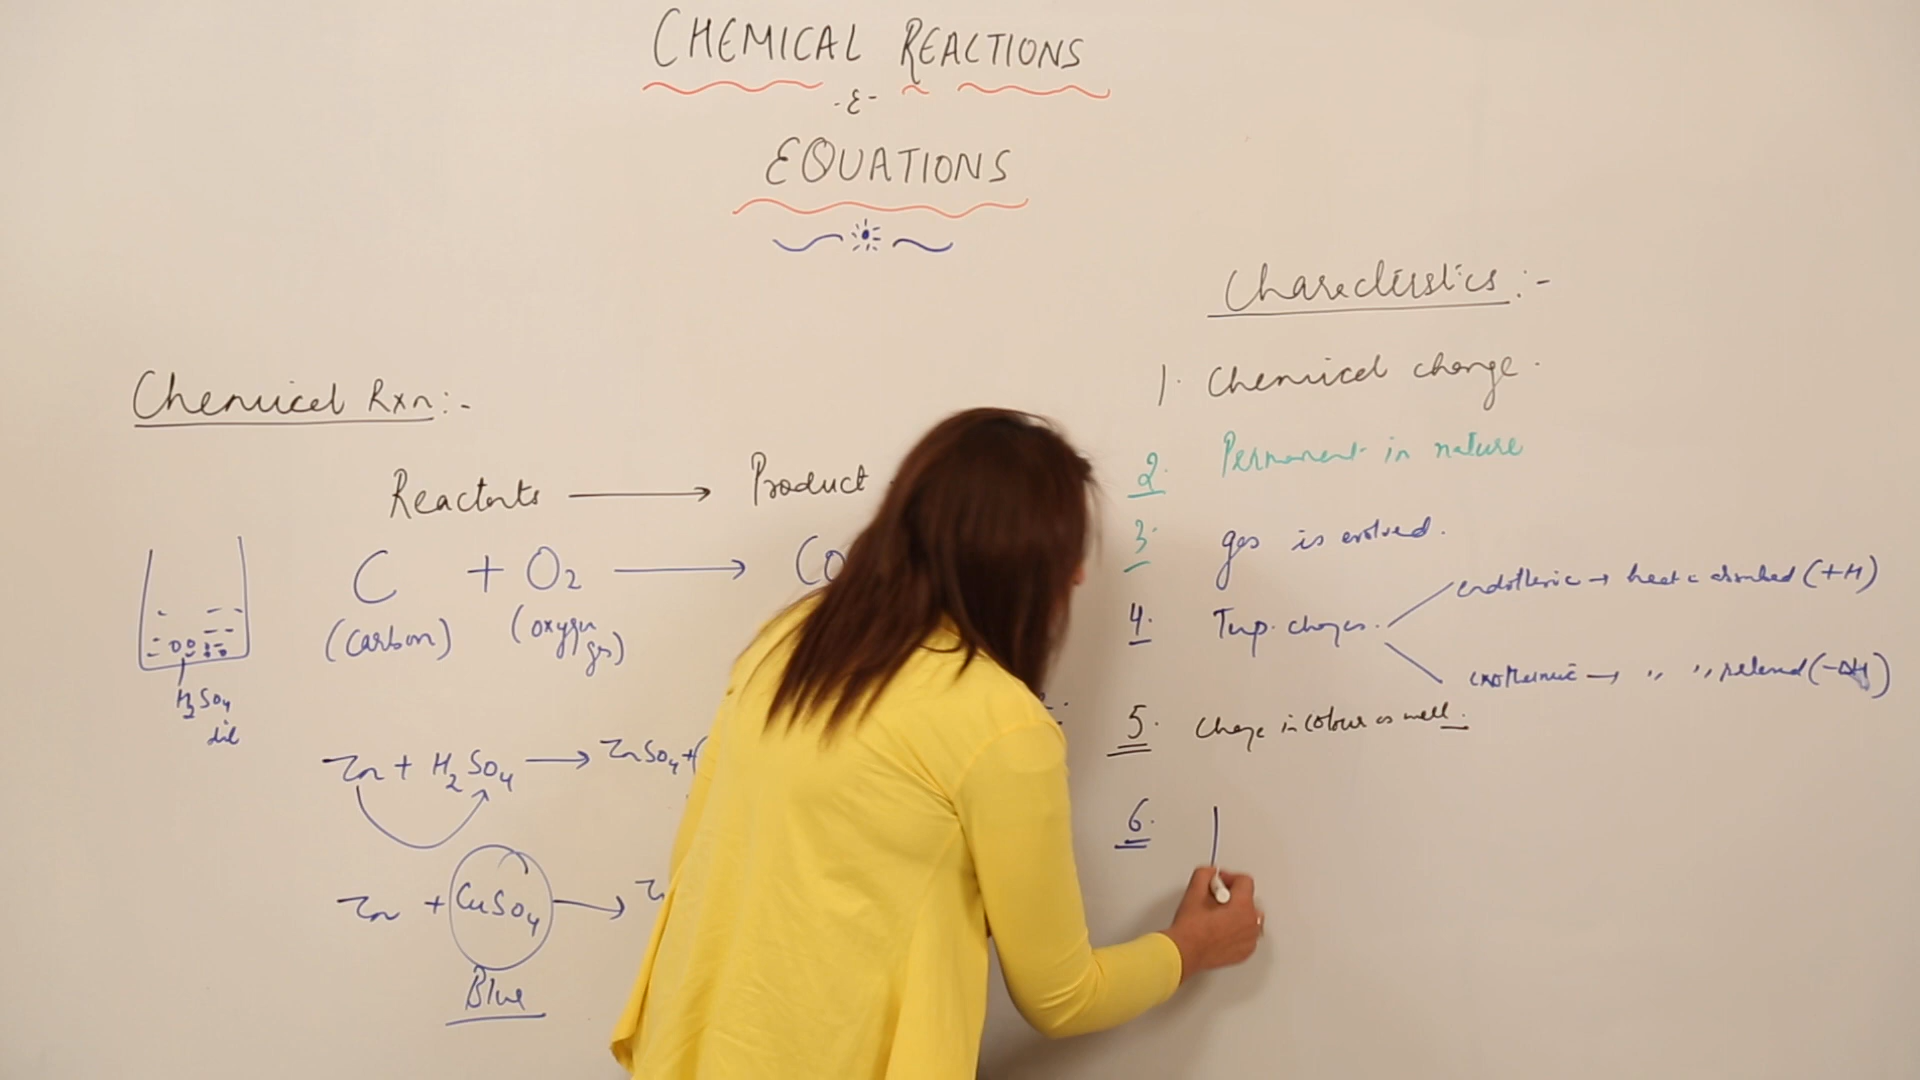 CHEMICAL REACTIONS
-&-
EQUATIONS
Chemical Rxn:-
Reactants → Product
C + O2 → CO
(Carbon) (oxygen gas)
H2SO4
dil
Zn + H2SO4 → ZnSO4 + (
Zn + CuSO4 → Z
Blue
Charecteristics:-
1. Chemical change.
2. Permanent in nature
3. gas is evolved.
4. Temp. changes.
endothermic → heat absorbed (+H)
exothermic → ,, ,, released (-ΔH)
5. Change in colour as well.
6.